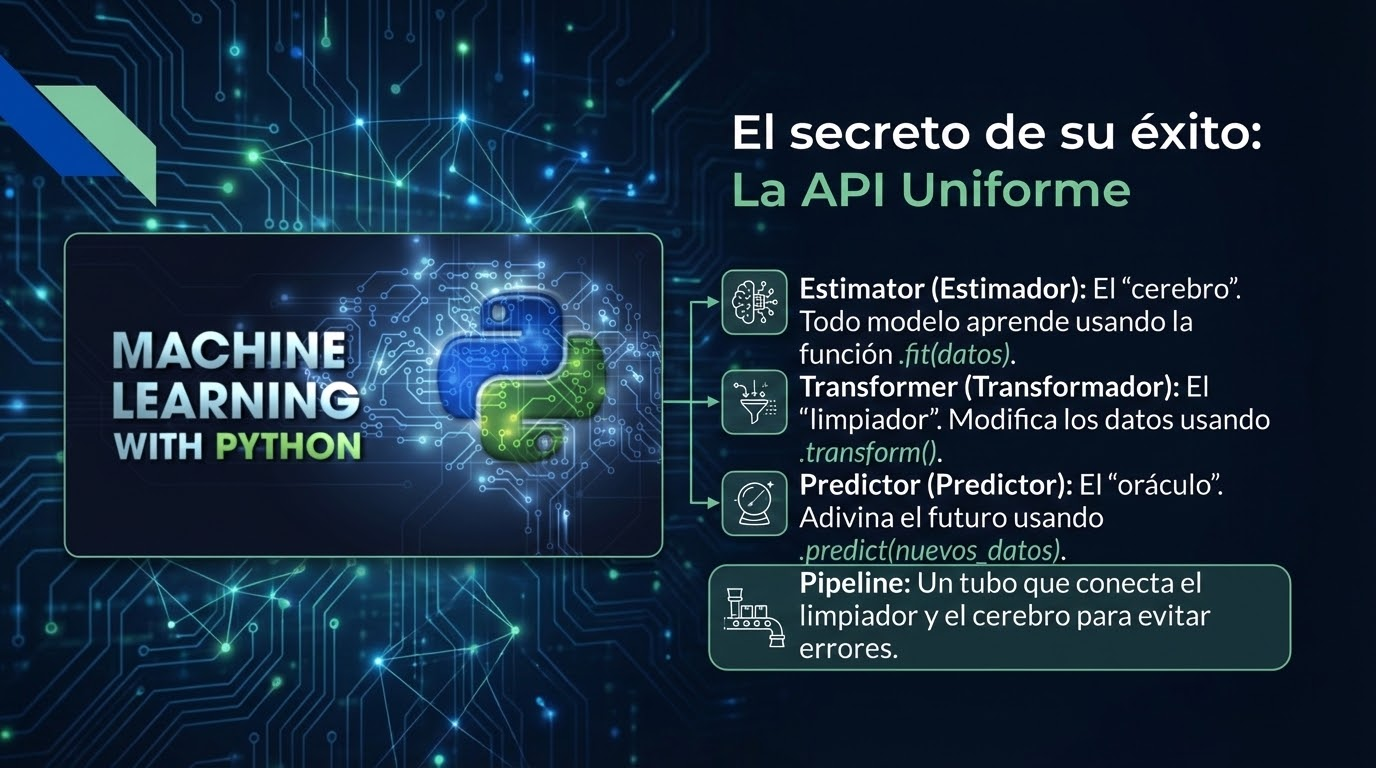 MACHINE
LEARNING
WITH PYTHON
El secreto de su éxito:
La API Uniforme
Estimator (Estimador): El “cerebro”.
Todo modelo aprende usando la
función .fit(datos).
Transformer (Transformador): El
“limpiador”. Modifica los datos usando
.transform().
Predictor (Predictor): El “oráculo”.
Adivina el futuro usando
.predict(nuevos_datos).
Pipeline: Un tubo que conecta el
limpiador y el cerebro para evitar
errores.